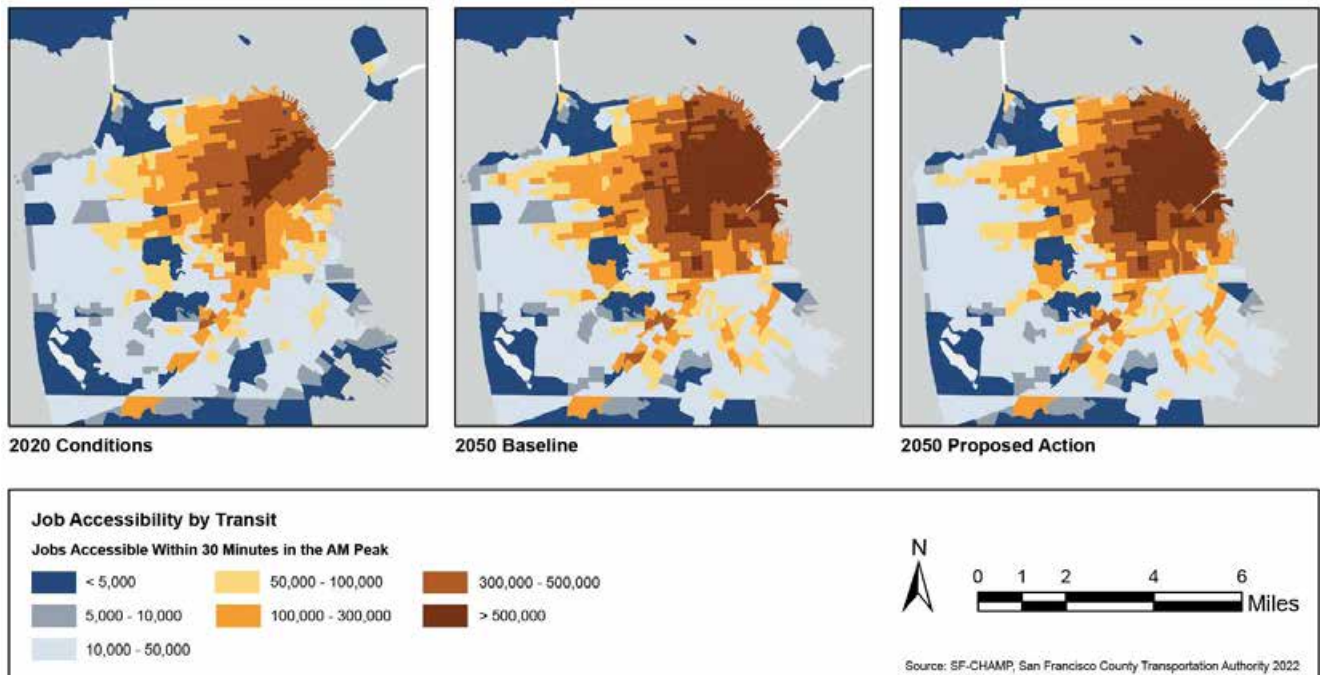 2020 Conditions
2050 Baseline
2050 Proposed Action
Job Accessibility by Transit
Jobs Accessible Within 30 Minutes in the AM Peak
< 5,000
5,000 - 10,000
10,000 - 50,000
50,000 - 100,000
100,000 - 300,000
300,000 - 500,000
> 500,000
N
0 1 2 4 6
Miles
Source: SF-CHAMP, San Francisco County Transportation Authority 2022